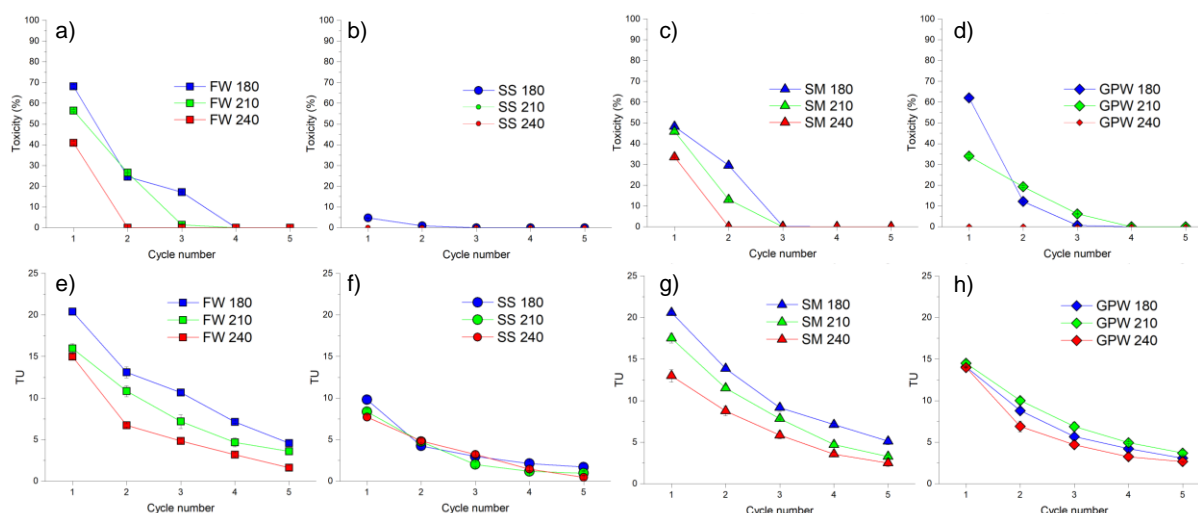 a)
FW 180
FW 210
FW 240
Toxicity (%)
100
90
80
70
60
50
40
30
20
10
0
1 2 3 4 5
Cycle number
b)
SS 180
SS 210
SS 240
Toxicity (%)
100
90
80
70
60
50
40
30
20
10
0
1 2 3 4 5
Cycle number
c)
SM 180
SM 210
SM 240
Toxicity (%)
100
90
80
70
60
50
40
30
20
10
0
1 2 3 4 5
Cycle number
d)
GPW 180
GPW 210
GPW 240
Toxicity (%)
100
90
80
70
60
50
40
30
20
10
0
1 2 3 4 5
Cycle number
e)
FW 180
FW 210
FW 240
TU
25
20
15
10
5
0
1 2 3 4 5
Cycle number
f)
SS 180
SS 210
SS 240
TU
25
20
15
10
5
0
1 2 3 4 5
Cycle number
g)
SM 180
SM 210
SM 240
TU
25
20
15
10
5
0
1 2 3 4 5
Cycle number
h)
GPW 180
GPW 210
GPW 240
TU
25
20
15
10
5
0
1 2 3 4 5
Cycle number